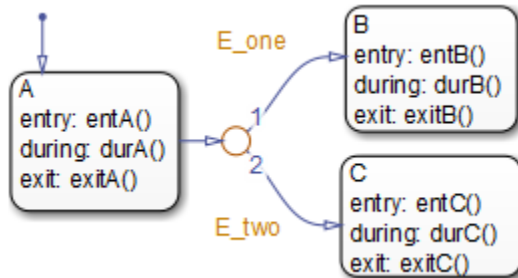 A
entry: entA()
during: durA()
exit: exitA()
E_one
1
2
E_two
B
entry: entB()
during: durB()
exit: exitB()
C
entry: entC()
during: durC()
exit: exitC()